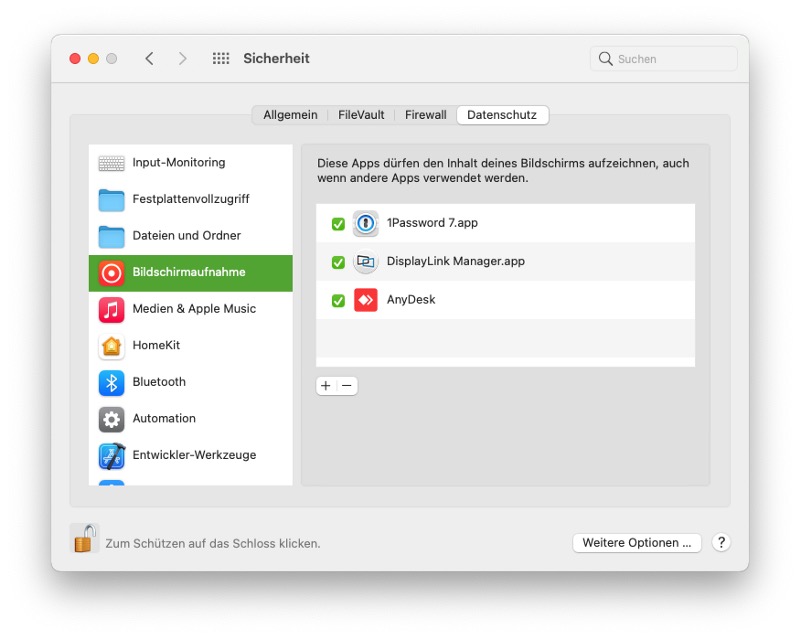 Sicherheit
Suchen
Allgemein
FileVault
Firewall
Datenschutz
Input-Monitoring
Festplattenvollzugriff
Dateien und Ordner
Bildschirmaufnahme
Medien & Apple Music
HomeKit
Bluetooth
Automation
Entwickler-Werkzeuge
Diese Apps dürfen den Inhalt deines Bildschirms aufzeichnen, auch
wenn andere Apps verwendet werden.
1Password 7.app
DisplayLink Manager.app
AnyDesk
+ −
Zum Schützen auf das Schloss klicken.
Weitere Optionen ...
?